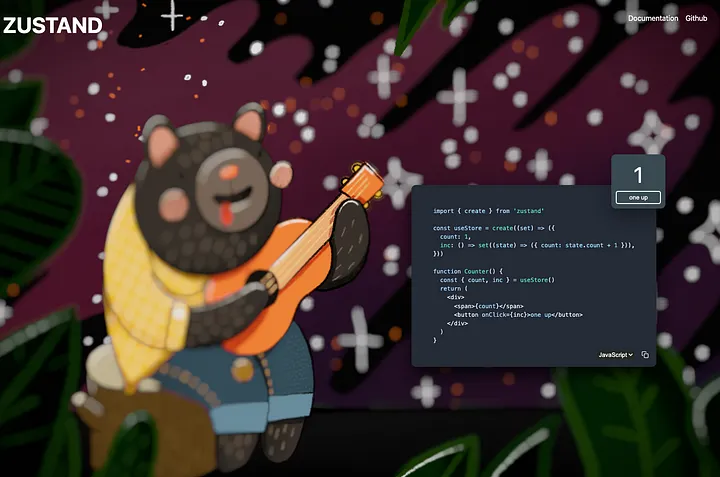 ZUSTAND
Documentation Github
1
one up
import { create } from 'zustand'
const useStore = create((set) => ({
  count: 1,
  inc: () => set((state) => ({ count: state.count + 1 })),
}))
function Counter() {
  const { count, inc } = useStore()
  return (
    <div>
      <span>{count}</span>
      <button onClick={inc}>one up</button>
    </div>
  )
}
JavaScript